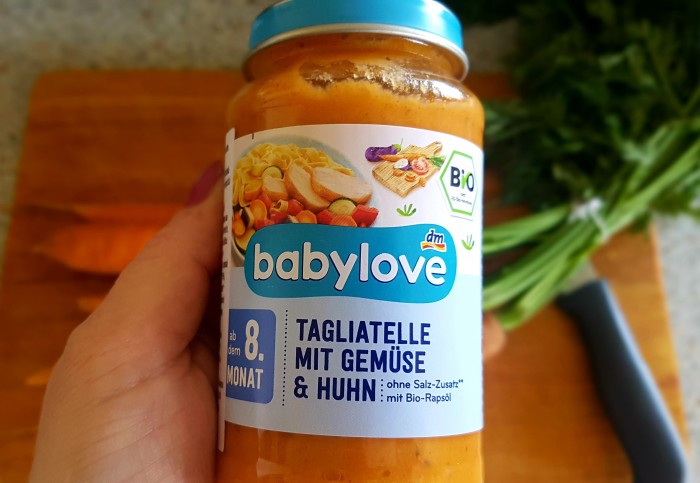 BiO
dm
babylove
ab
dem 8.
MONAT
TAGLIATELLE
MIT GEMÜSE
& HUHN
ohne Salz-Zusatz**
mit Bio-Rapsöl